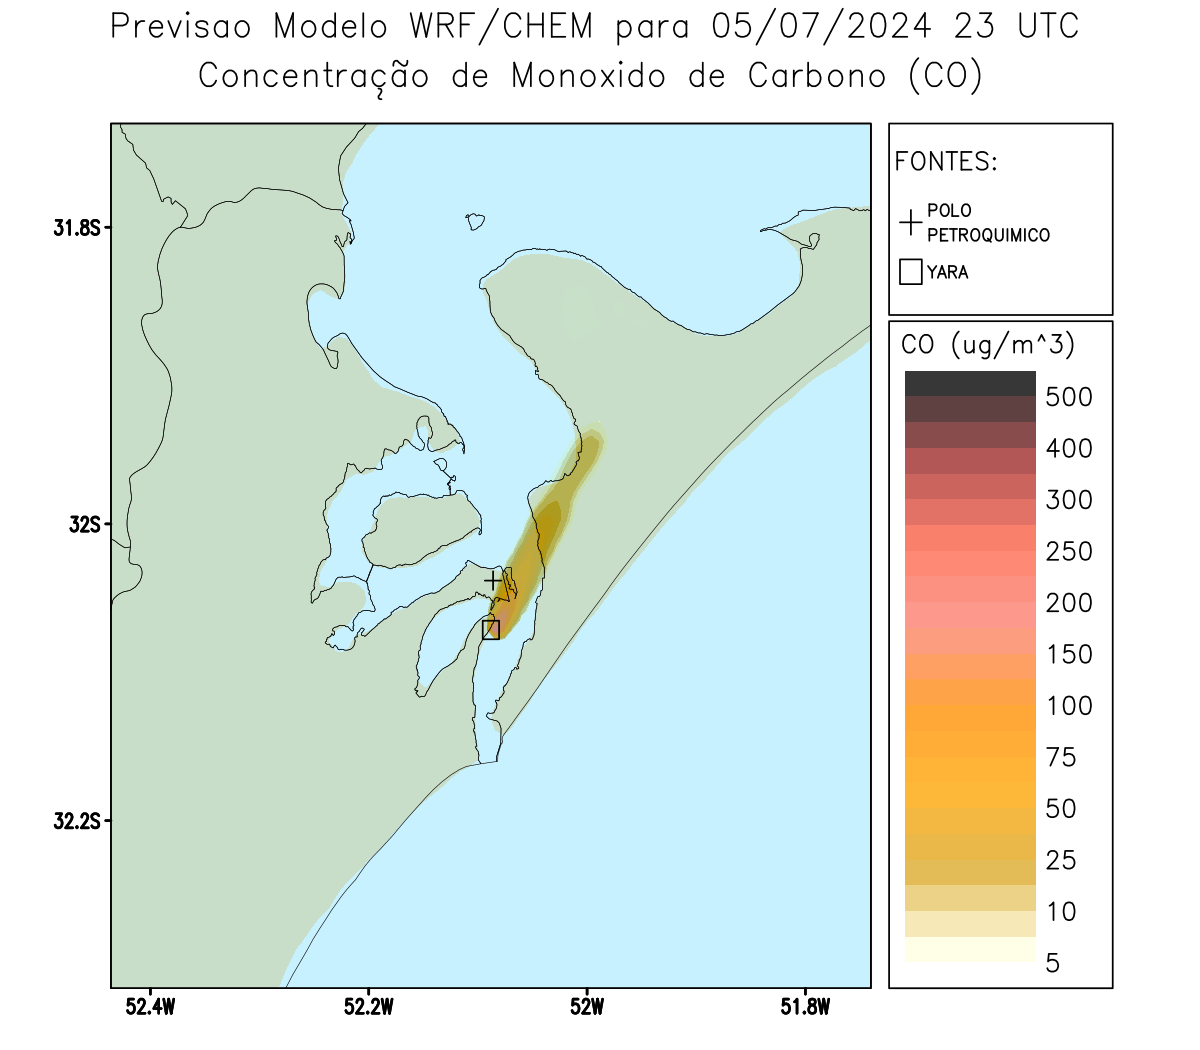 Previsao Modelo WRF/CHEM para 05/07/2024 23 UTC
Concentração de Monoxido de Carbono (CO)
FONTES:
POLO
PETROQUIMICO
YARA
CO (ug/m^3)
500
400
300
250
200
150
100
75
50
25
10
5
31.8S
32S
32.2S
52.4W
52.2W
52W
51.8W